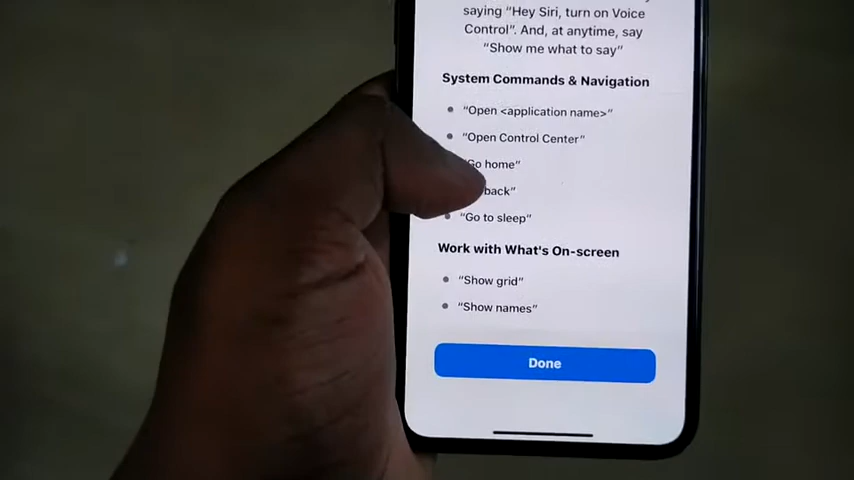 saying “Hey Siri, turn on Voice
Control”. And, at anytime, say
“Show me what to say”
System Commands & Navigation
“Open <application name>”
“Open Control Center”
Go home”
back”
“Go to sleep”
Work with What's On-screen
“Show grid”
“Show names”
Done